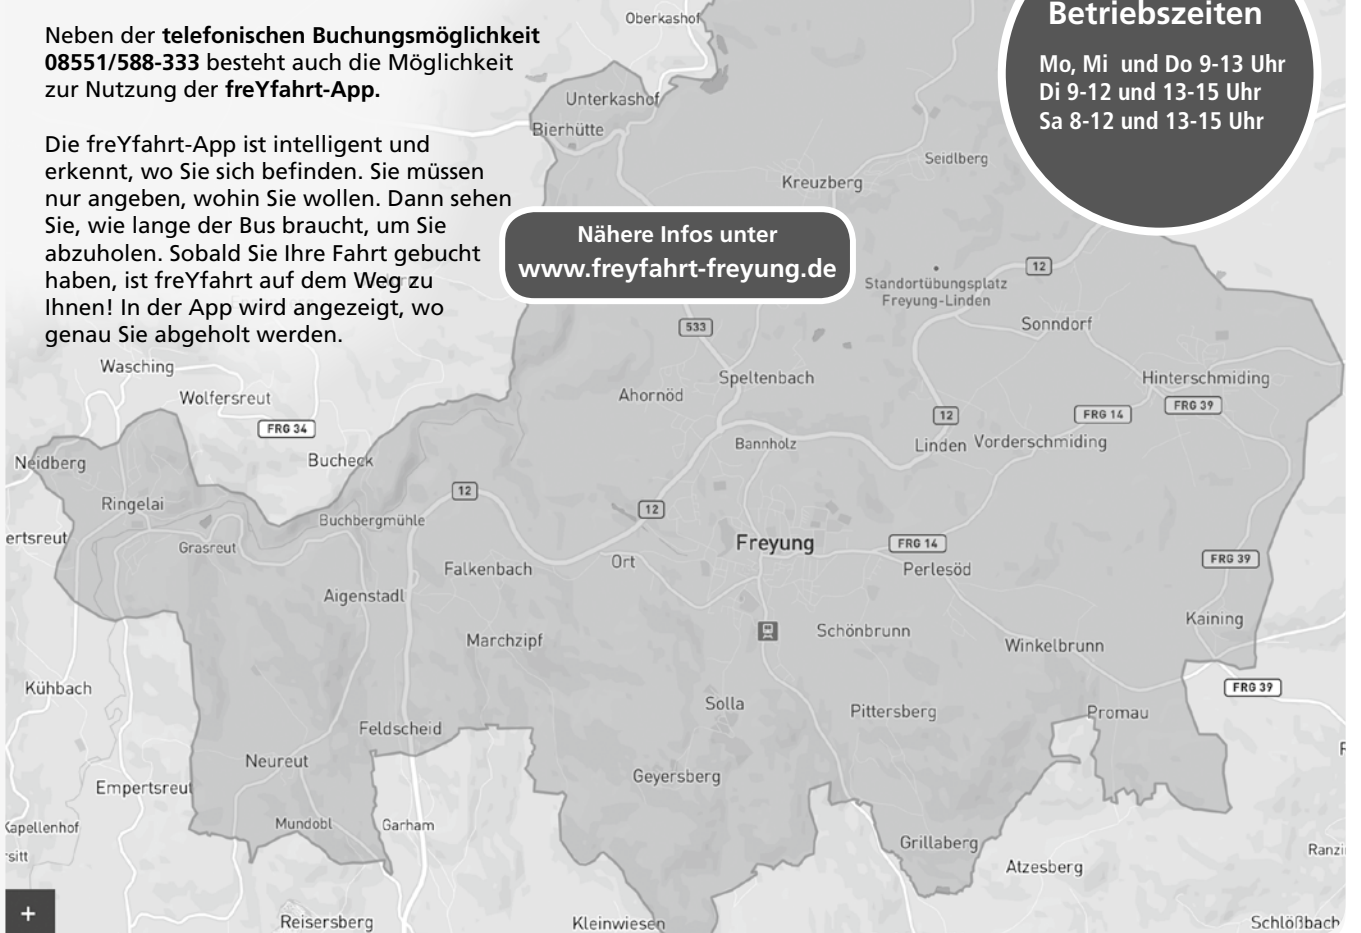 Neben der telefonischen Buchungsmöglichkeit
08551/588-333 besteht auch die Möglichkeit
zur Nutzung der freYfahrt-App.
Die freYfahrt-App ist intelligent und
erkennt, wo Sie sich befinden. Sie müssen
nur angeben, wohin Sie wollen. Dann sehen
Sie, wie lange der Bus braucht, um Sie
abzuholen. Sobald Sie Ihre Fahrt gebucht
haben, ist freYfahrt auf dem Weg zu
Ihnen! In der App wird angezeigt, wo
genau Sie abgeholt werden.
Betriebszeiten
Mo, Mi und Do 9-13 Uhr
Di 9-12 und 13-15 Uhr
Sa 8-12 und 13-15 Uhr
Nähere Infos unter
www.freyfahrt-freyung.de
Oberkashof
Unterkashof
Bierhütte
Seidlberg
Kreuzberg
12
Standortübungsplatz
Freyung-Linden
533
Sonndorf
Wasching
Speltenbach
Hinterschmiding
Ahornöd
Wolfersreut
FRG 39
12
FRG 14
FRG 34
Bannholz
Linden
Vorderschmiding
Neidberg
Bucheck
12
Ringelai
12
Buchbergmühle
ertsreut
Grasreut
Freyung
FRG 14
Ort
Falkenbach
Perlesöd
FRG 39
Aigenstadl
Kaining
Marchzipf
Schönbrunn
Winkelbrunn
Kühbach
FRG 39
Solla
Pittersberg
Promau
Feldscheid
Neureut
Geyersberg
Empertsreut
Kapellenhof
Mundobl
Garham
Grillaberg
sitt
Ranzi
Atzesberg
+
Reisersberg
Kleinwiesen
Schlößbach